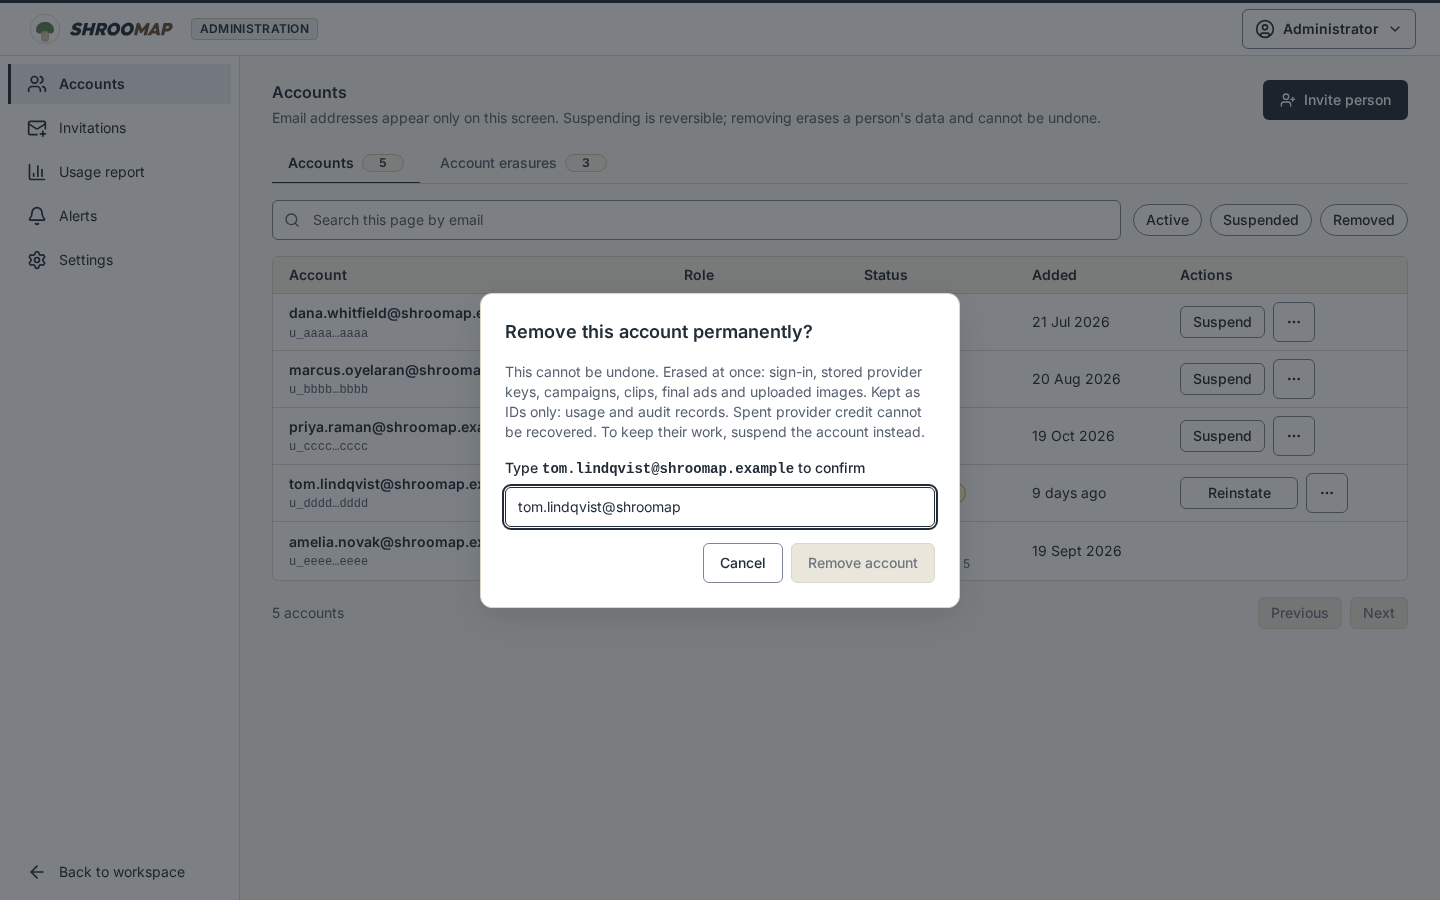 SHROOMAP ADMINISTRATION Administrator
Accounts
Invitations
Usage report
Alerts
Settings
Back to workspace
Accounts
Email addresses appear only on this screen. Suspending is reversible; removing erases a person's data and cannot be undone.
Invite person
Accounts 5 Account erasures 3
Search this page by email Active Suspended Removed
Account Role Status Added Actions
dana.whitfield@shroomap.e 21 Jul 2026 Suspend
u_aaaa…aaaa
marcus.oyelaran@shrooma 20 Aug 2026 Suspend
u_bbbb…bbbb
priya.raman@shroomap.exa 19 Oct 2026 Suspend
u_cccc…cccc
tom.lindqvist@shroomap.ex 9 days ago Reinstate
u_dddd…dddd
amelia.novak@shroomap.ex 19 Sept 2026
u_eeee…eeee 5
5 accounts Previous Next
Remove this account permanently?
This cannot be undone. Erased at once: sign-in, stored provider
keys, campaigns, clips, final ads and uploaded images. Kept as
IDs only: usage and audit records. Spent provider credit cannot
be recovered. To keep their work, suspend the account instead.
Type tom.lindqvist@shroomap.example to confirm
tom.lindqvist@shroomap
Cancel Remove account